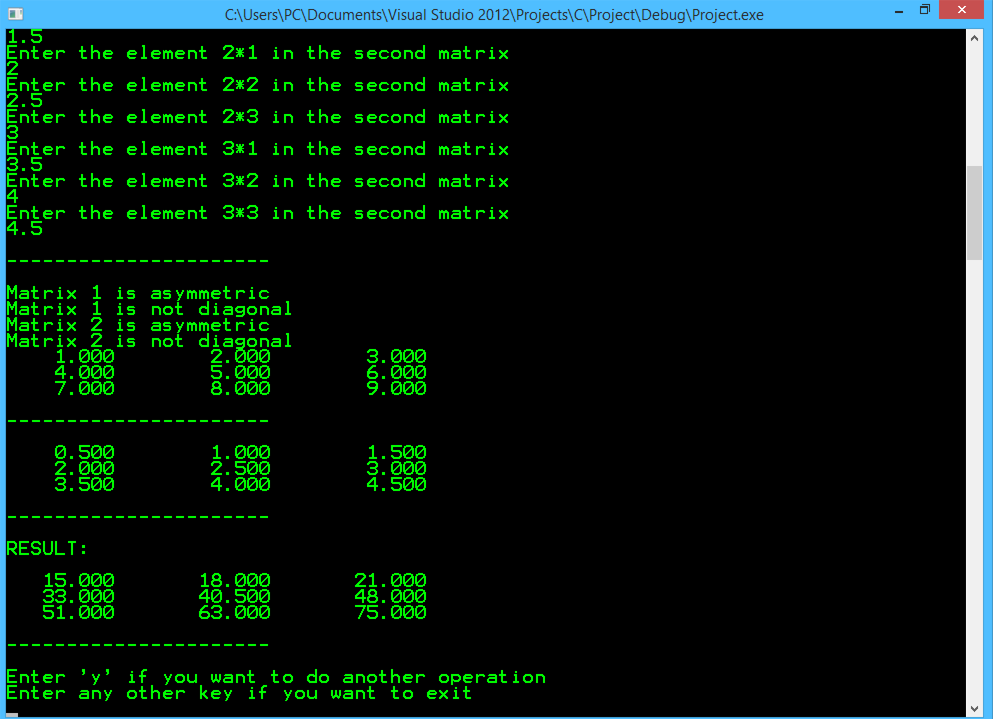 C:\Users\PC\Documents\Visual Studio 2012\Projects\C\Project\Debug\Project.exe
1.5
Enter the element 2*1 in the second matrix
2
Enter the element 2*2 in the second matrix
2.5
Enter the element 2*3 in the second matrix
3
Enter the element 3*1 in the second matrix
3.5
Enter the element 3*2 in the second matrix
4
Enter the element 3*3 in the second matrix
4.5
----------------------
Matrix 1 is asymmetric
Matrix 1 is not diagonal
Matrix 2 is asymmetric
Matrix 2 is not diagonal
1.000 2.000 3.000
4.000 5.000 6.000
7.000 8.000 9.000
----------------------
0.500 1.000 1.500
2.000 2.500 3.000
3.500 4.000 4.500
----------------------
RESULT:
15.000 18.000 21.000
33.000 40.500 48.000
51.000 63.000 75.000
----------------------
Enter 'y' if you want to do another operation
Enter any other key if you want to exit